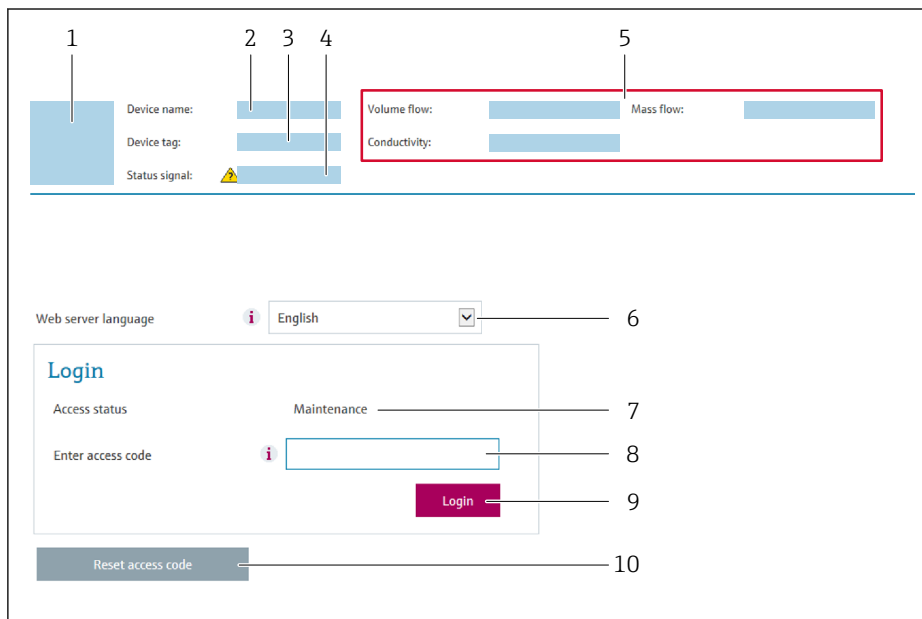 1 2 3 4 5
Device name: Volume flow: Mass flow:
Device tag: Conductivity:
Status signal: ?
Web server language i English 6
Login
Access status Maintenance 7
Enter access code i 8
Login 9
Reset access code 10